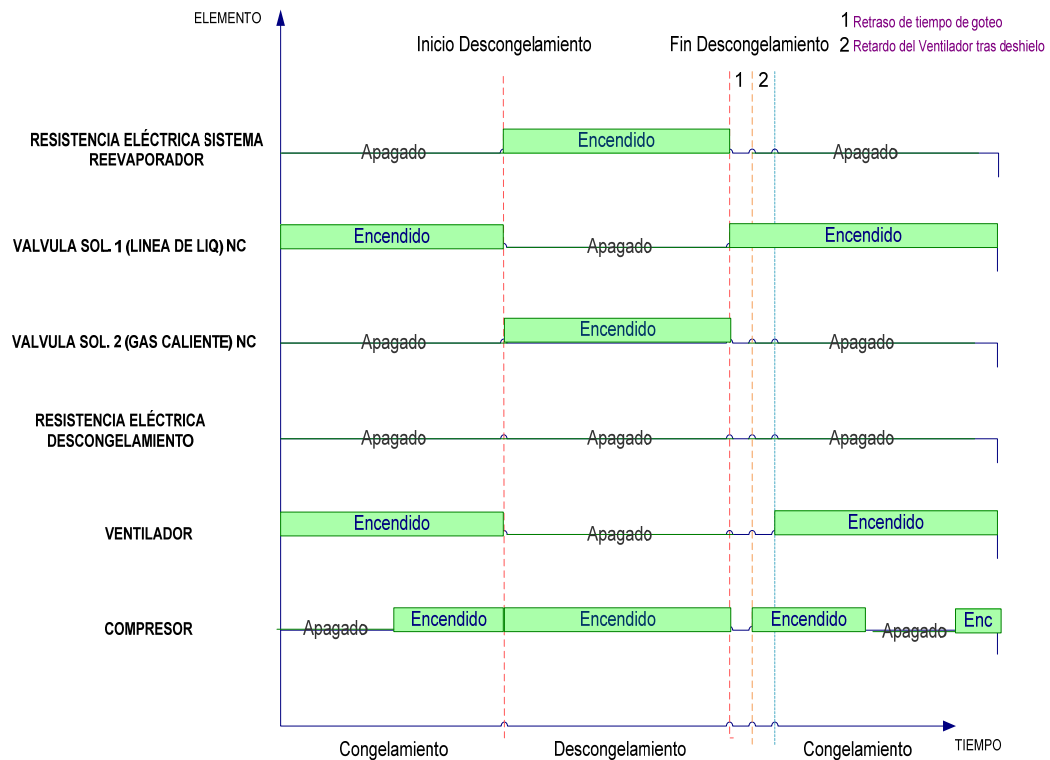 ELEMENTO
1 Retraso de tiempo de goteo
Inicio Descongelamiento
Fin Descongelamiento
2 Retardo del Ventilador tras deshielo
1
2
RESISTENCIA ELÉCTRICA SISTEMA
REEVAPORADOR
Apagado
Encendido
Apagado
VALVULA SOL. 1 (LINEA DE LIQ) NC
Encendido
Apagado
Encendido
VALVULA SOL. 2 (GAS CALIENTE) NC
Apagado
Encendido
Apagado
RESISTENCIA ELÉCTRICA
DESCONGELAMIENTO
Apagado
Apagado
Apagado
VENTILADOR
Encendido
Apagado
Encendido
COMPRESOR
Apagado
Encendido
Encendido
Encendido
Apagado
Enc
Congelamiento
Descongelamiento
Congelamiento
TIEMPO